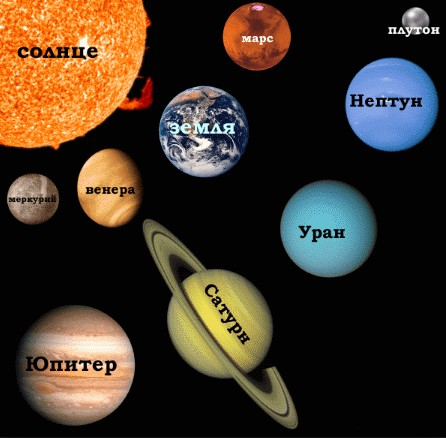 марс
плутон
солнце
Нептун
земля
меркурий
венера
Уран
Сатурн
Юпитер